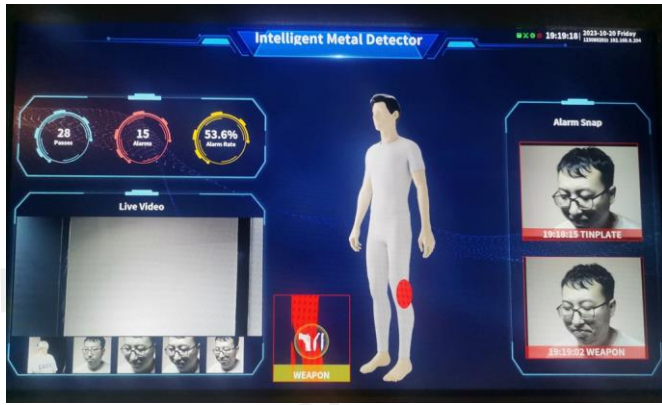 Intelligent Metal Detector
19:19:18
2023-10-20 Friday
28
Passes
15
Alarms
53.6%
Alarm Rate
Live Video
WEAPON
Alarm Snap
19:19:15 TINPLATE
19:19:02 WEAPON